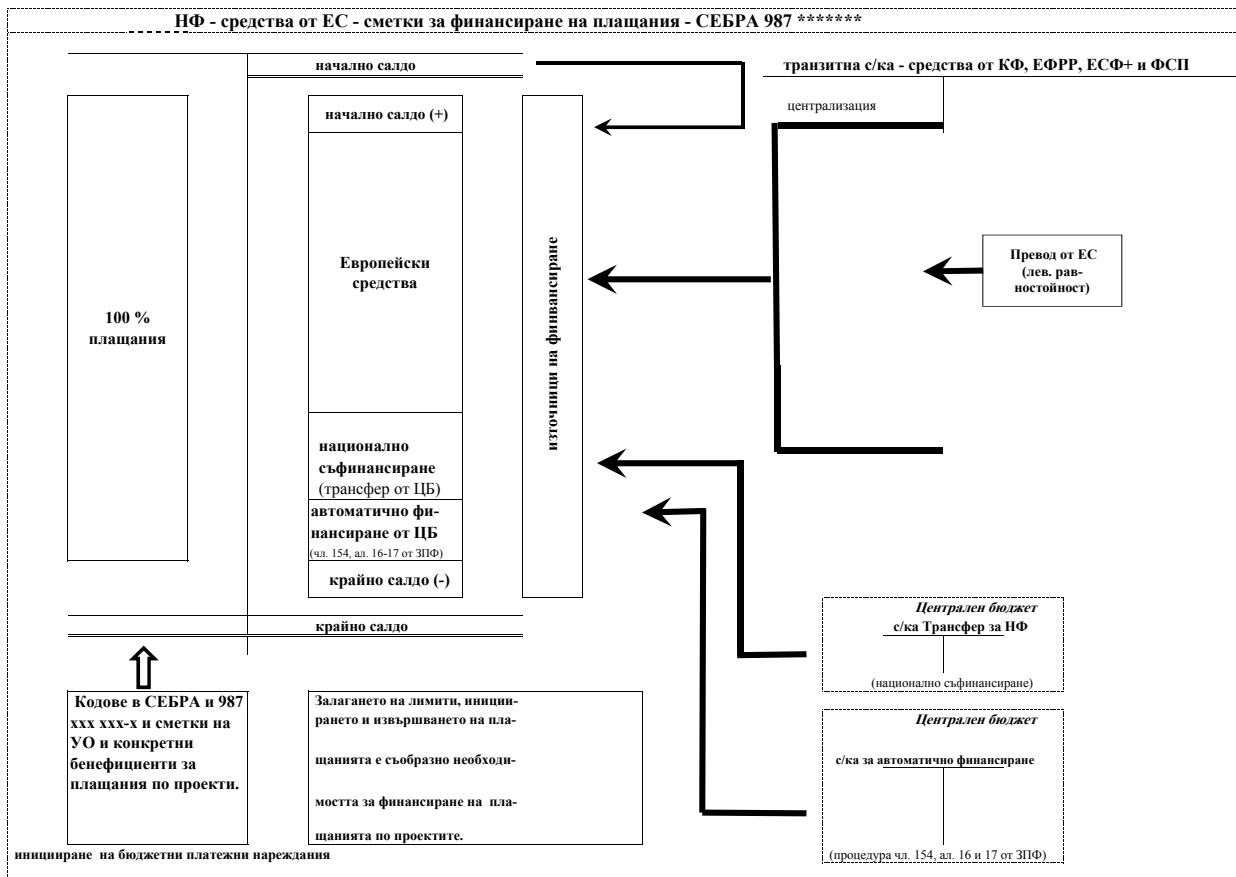 НФ - средства от ЕС - сметки за финансиране на плащания - СЕБРА 987 *******
начално салдо
транзитна с/ка - средства от КФ, ЕФРР, ЕСФ+ и ФСП
централизация
начално салдо (+)
Европейски
средства
100 %
плащания
източници на финвансиране
Превод от ЕС
(лев. рав-
ностойност)
национално
съфинансиране
(трансфер от ЦБ)
автоматично фи-
нансиране от ЦБ
(чл. 154, ал. 16-17 от ЗПФ)
крайно салдо (-)
крайно салдо
Централен бюджет
с/ка Трансфер за НФ
(национално съфинансиране)
Кодове в СЕБРА и 987
xxx xxx-x и сметки на
УО и конкретни
бенефициенти за
плащания по проекти.
Залагането на лимити, иниции-
рането и извършването на пла-
щанията е съобразно необходи-
мостта за финансиране на пла-
щанията по проектите.
Централен бюджет
с/ка за автоматично финансиране
(процедура чл. 154, ал. 16 и 17 от ЗПФ)
иницииране на бюджетни платежни нареждания